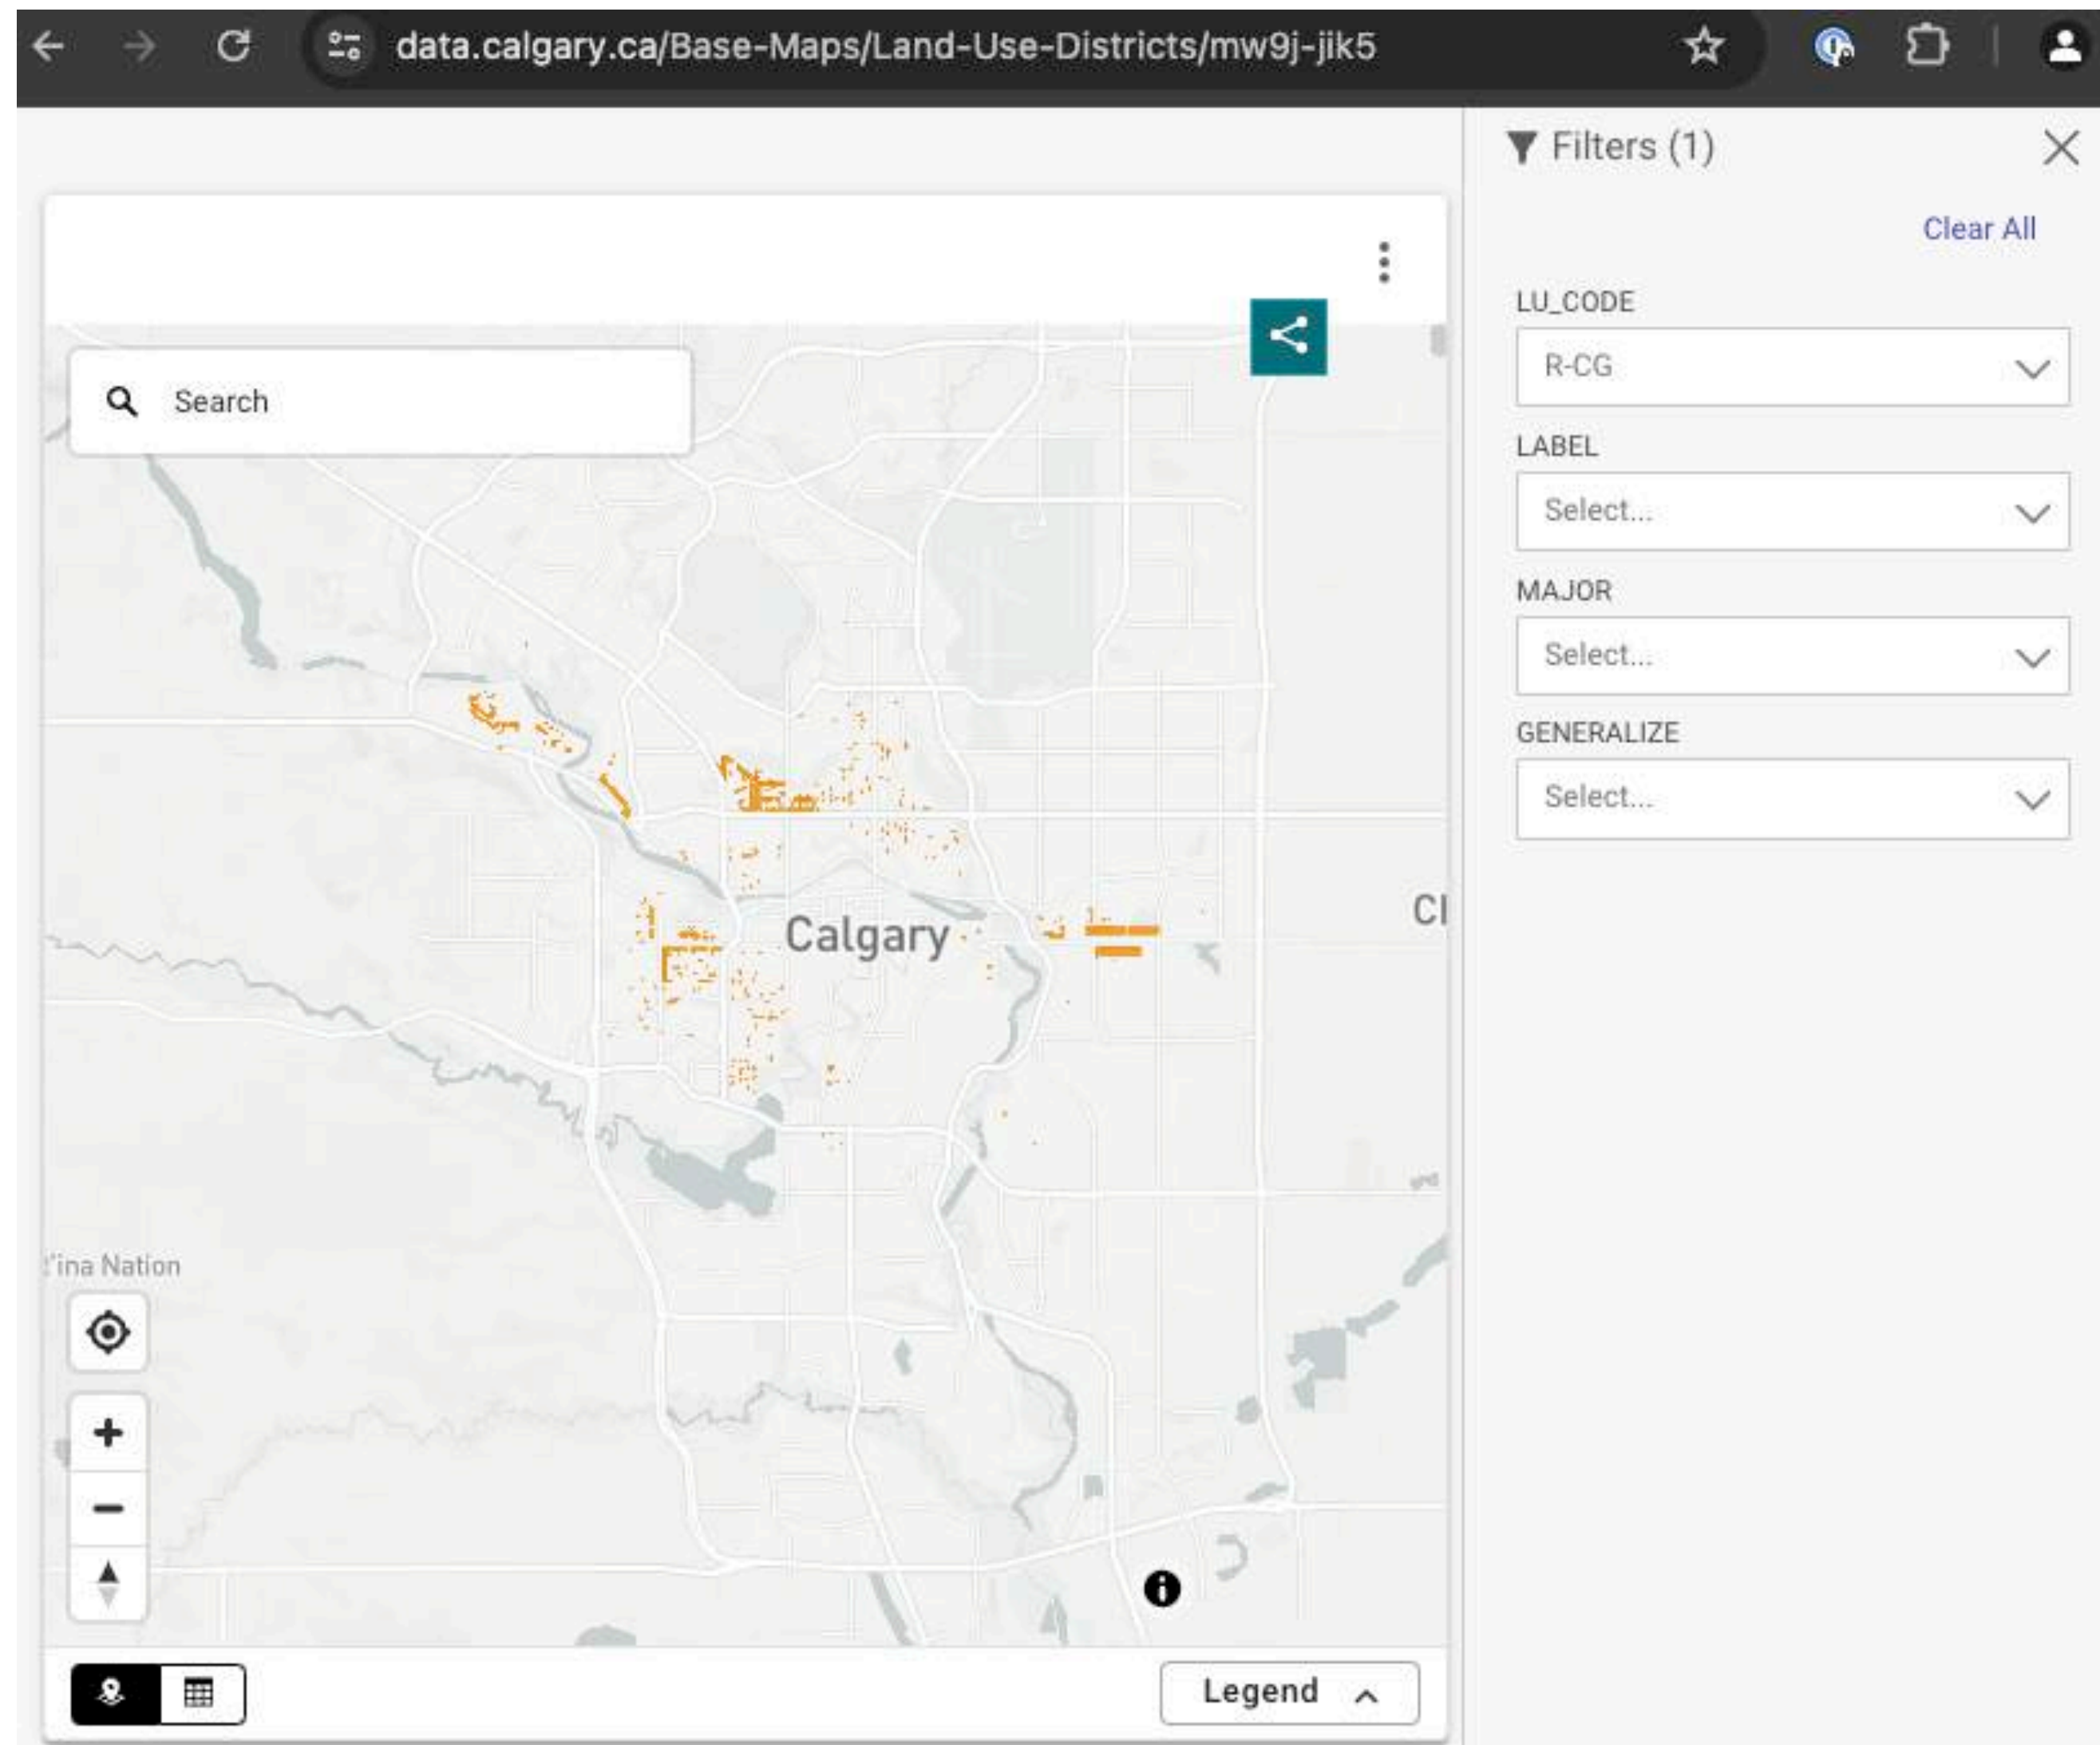 data.calgary.ca/Base-Maps/Land-Use-Districts/mw9j-jik5
Filters (1)
Clear All
Search
LU_CODE
R-CG
LABEL
Select...
MAJOR
Select...
GENERALIZE
Select...
Calgary
Cl
'ina Nation
Legend